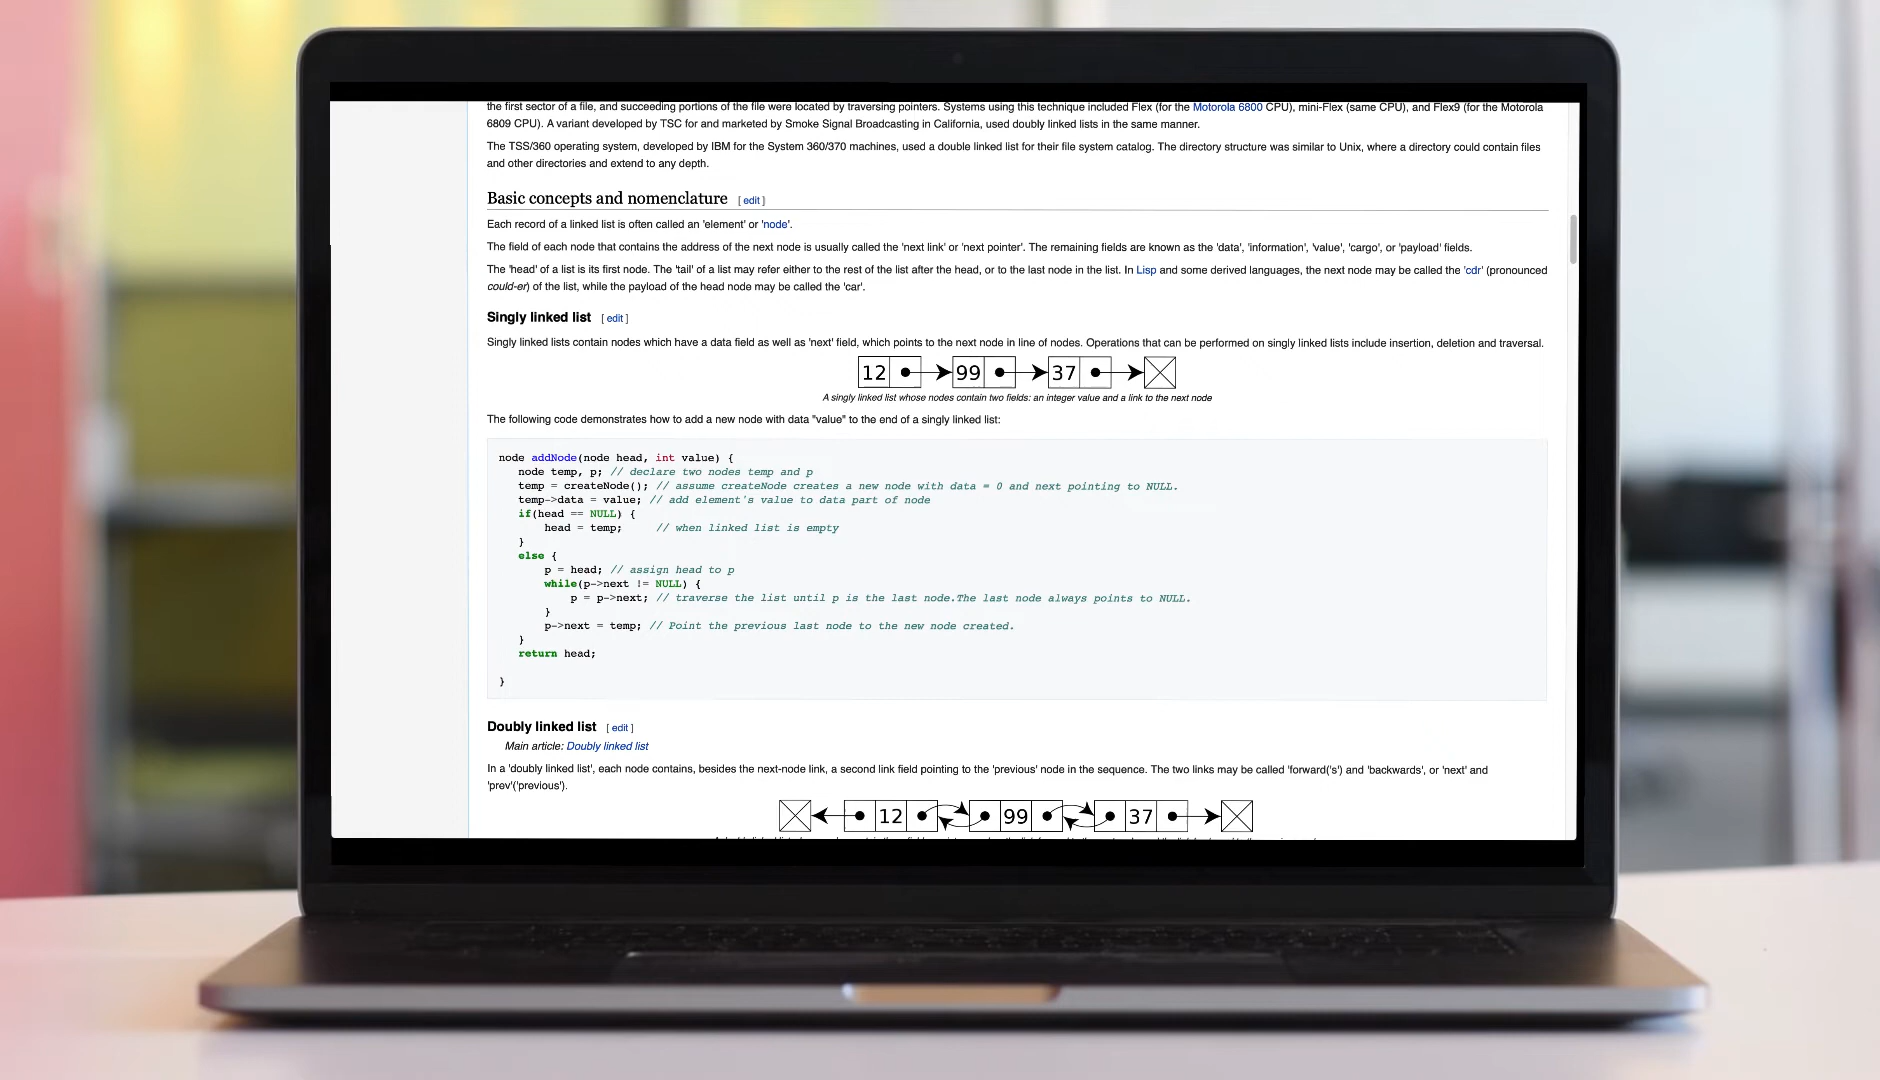 the first sector of a file, and succeeding portions of the file were located by traversing pointers. Systems using this technique included Flex (for the Motorola 6800 CPU), mini-Flex (same CPU), and Flex9 (for the Motorola
6809 CPU). A variant developed by TSC for and marketed by Smoke Signal Broadcasting in California, used doubly linked lists in the same manner.
The TSS/360 operating system, developed by IBM for the System 360/370 machines, used a double linked list for their file system catalog. The directory structure was similar to Unix, where a directory could contain files
and other directories and extend to any depth.
Basic concepts and nomenclature [ edit ]
Each record of a linked list is often called an 'element' or 'node'.
The field of each node that contains the address of the next node is usually called the 'next link' or 'next pointer'. The remaining fields are known as the 'data', 'information', 'value', 'cargo', or 'payload' fields.
The 'head' of a list is its first node. The 'tail' of a list may refer either to the rest of the list after the head, or to the last node in the list. In Lisp and some derived languages, the next node may be called the 'cdr' (pronounced
could-er) of the list, while the payload of the head node may be called the 'car'.
Singly linked list [ edit ]
Singly linked lists contain nodes which have a data field as well as 'next' field, which points to the next node in line of nodes. Operations that can be performed on singly linked lists include insertion, deletion and traversal.
12 99 37
A singly linked list whose nodes contain two fields: an integer value and a link to the next node
The following code demonstrates how to add a new node with data "value" to the end of a singly linked list:
node addNode(node head, int value) {
node temp, p; // declare two nodes temp and p
temp = createNode(); // assume createNode creates a new node with data = 0 and next pointing to NULL.
temp->data = value; // add element's value to data part of node
if(head == NULL) {
head = temp; // when linked list is empty
}
else {
p = head; // assign head to p
while(p->next != NULL) {
p = p->next; // traverse the list until p is the last node.The last node always points to NULL.
}
p->next = temp; // Point the previous last node to the new node created.
}
return head;
}
Doubly linked list [ edit ]
Main article: Doubly linked list
In a 'doubly linked list', each node contains, besides the next-node link, a second link field pointing to the 'previous' node in the sequence. The two links may be called 'forward('s') and 'backwards', or 'next' and
'prev'('previous').
12 99 37